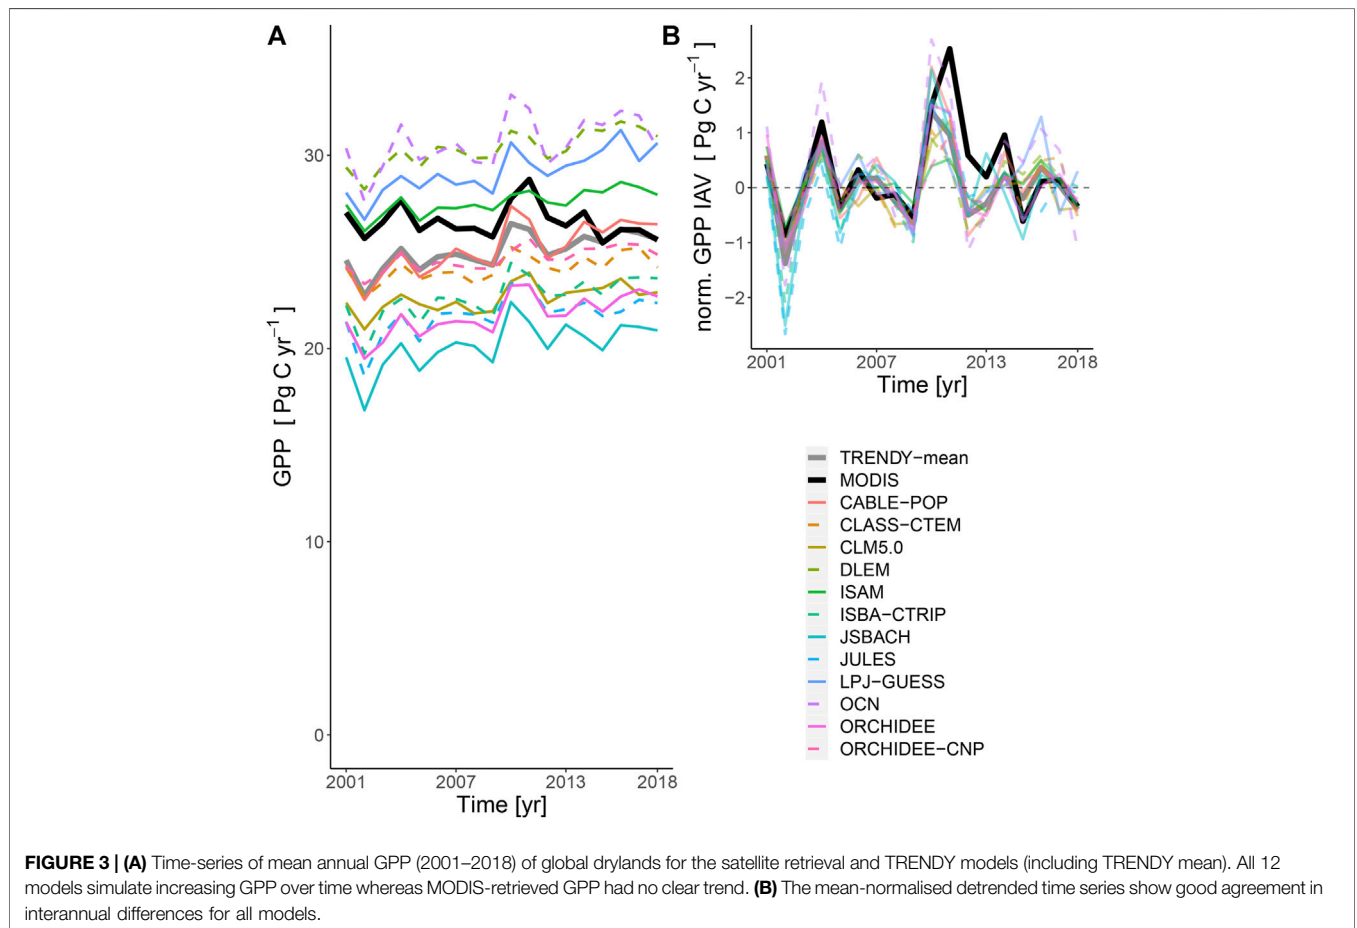 A
GPP [ Pg C yr−1 ]
30
20
10
0
2001 2007 2013 2018
Time [yr]
B
norm. GPP IAV [ Pg C yr−1 ]
2
1
0
−1
−2
2001 2007 2013 2018
Time [yr]
TRENDY−mean
MODIS
CABLE−POP
CLASS−CTEM
CLM5.0
DLEM
ISAM
ISBA−CTRIP
JSBACH
JULES
LPJ−GUESS
OCN
ORCHIDEE
ORCHIDEE−CNP
FIGURE 3 | (A) Time-series of mean annual GPP (2001–2018) of global drylands for the satellite retrieval and TRENDY models (including TRENDY mean). All 12
models simulate increasing GPP over time whereas MODIS-retrieved GPP had no clear trend. (B) The mean-normalised detrended time series show good agreement in
interannual differences for all models.